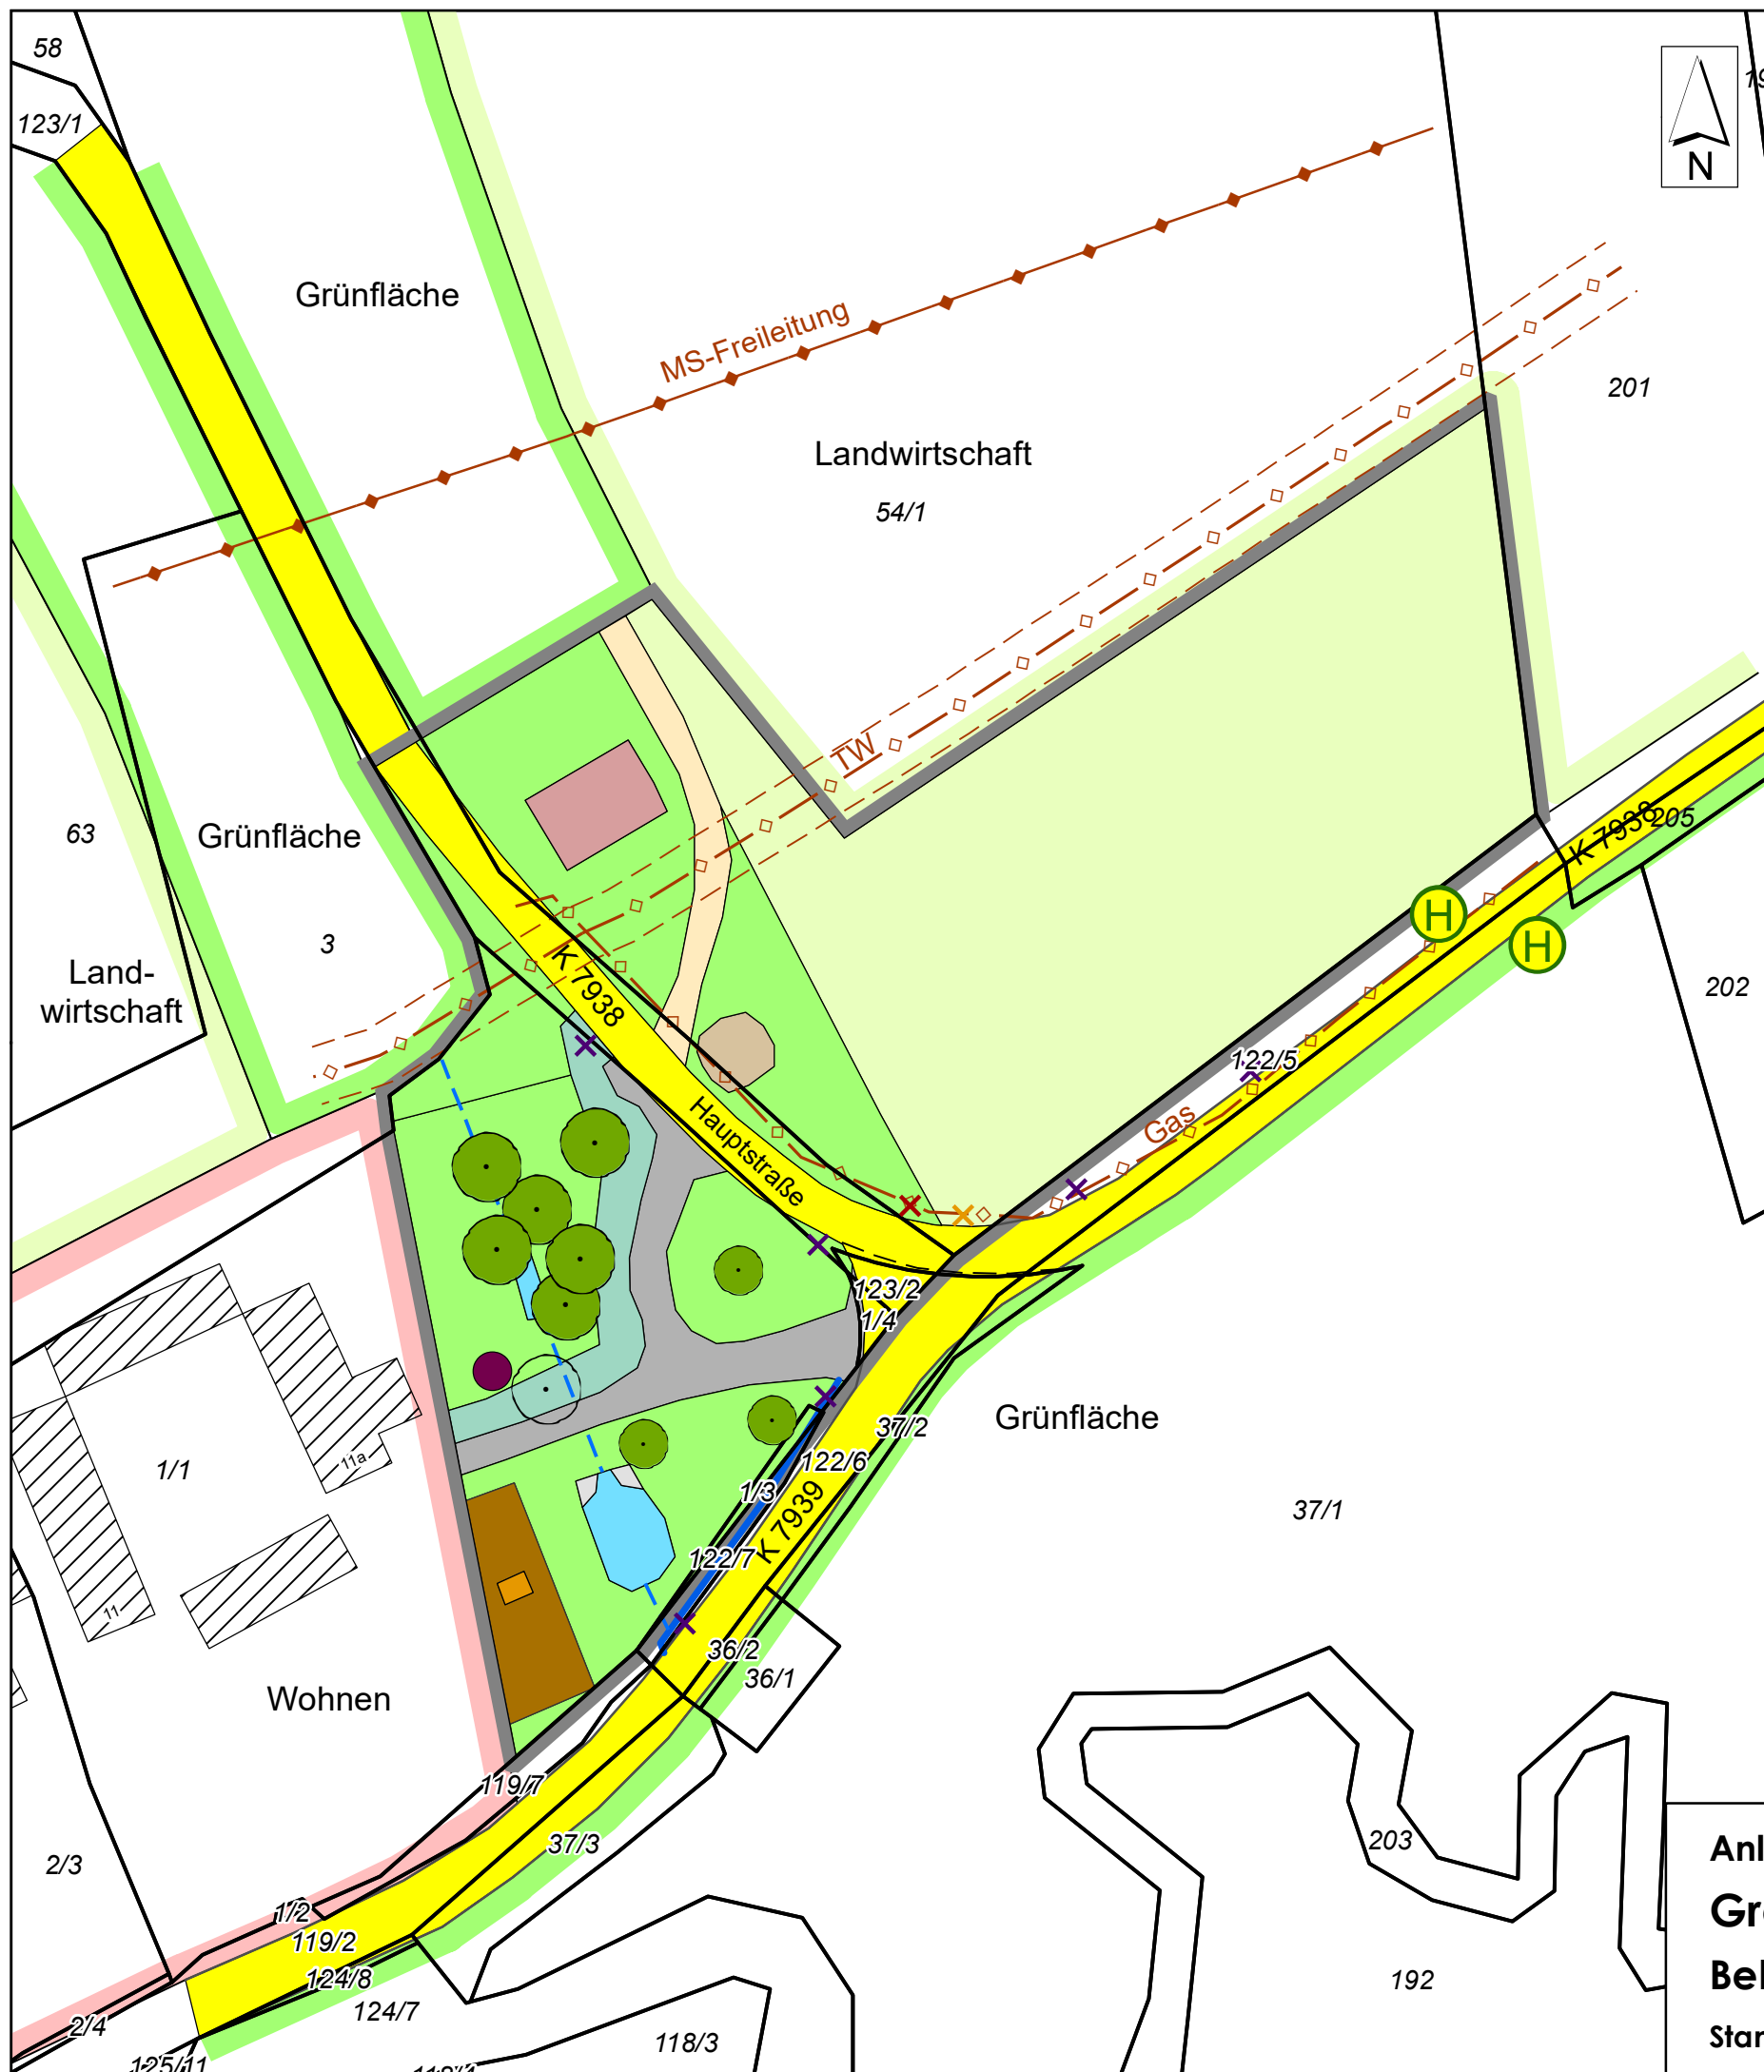 58
123/1
N
Grünfläche
MS-Freileitung
201
Landwirtschaft
54/1
TW
63
Grünfläche
K 7938
205
3
Land-
wirtschaft
K 7938
202
122/5
Hauptstraße
Gas
123/2
1/4
Grünfläche
37/2
122/6
11a
1/1
1/3
37/1
K 7939
122/7
11
36/2
36/1
Wohnen
H
H
119/7
203
37/3
2/3
1/2
119/2
124/8
192
124/7
2/4
118/3
125/11